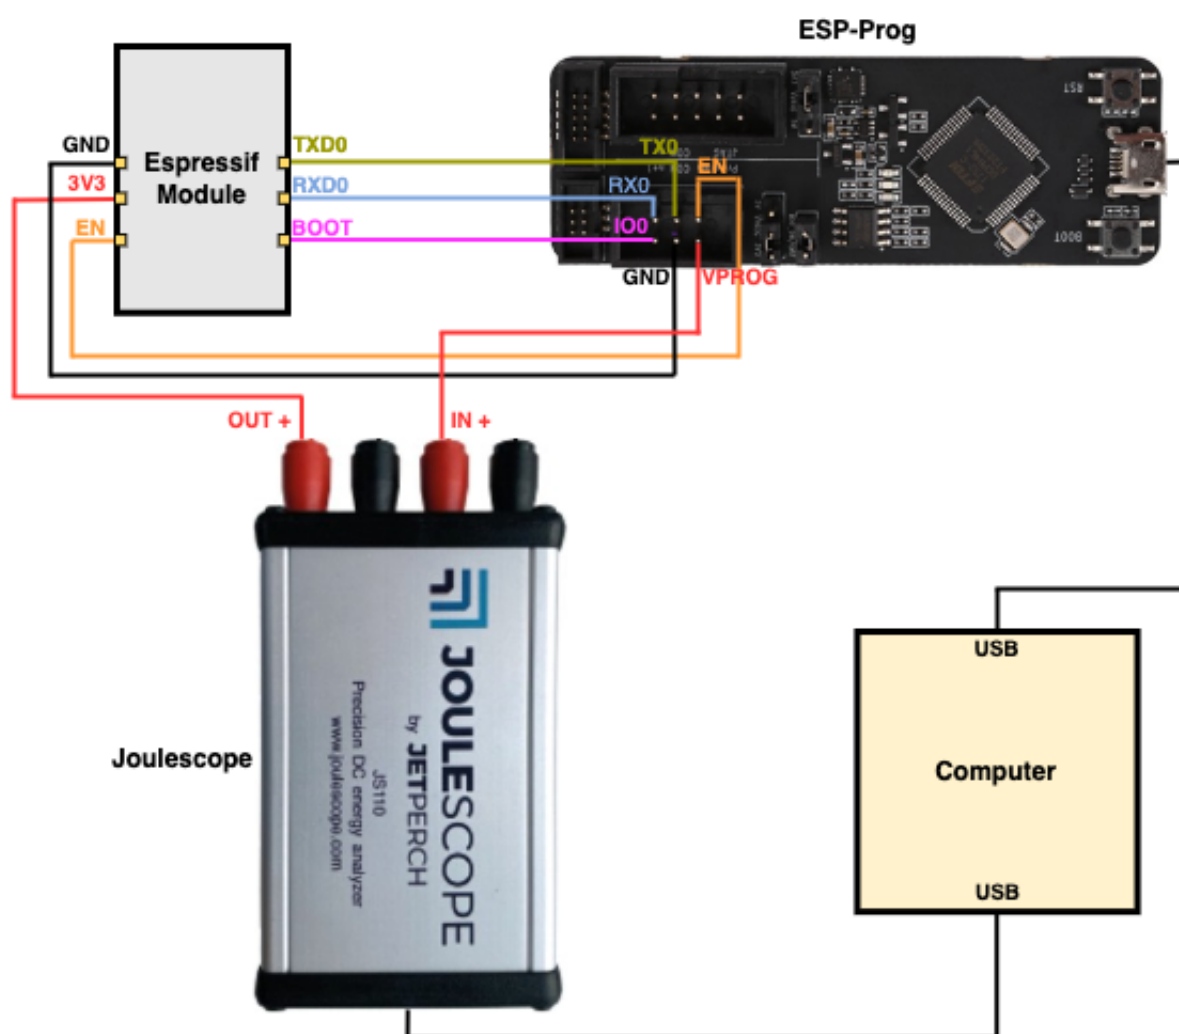 ESP-Prog
GND
3V3
EN
Espressif
Module
TXD0
RXD0
BOOT
TX0
RX0
IO0
EN
GND
VPROG
RST
BOOT
OUT +
IN +
JOULESCOPE
by JETPERCH
JS110
Precision DC energy analyzer
www.joulescope.com
Joulescope
USB
Computer
USB